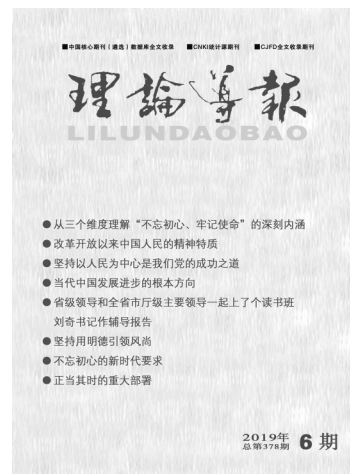 ■中国核心期刊（遴选）数据库全文收录 ■CNKI统计源期刊 ■CJFD全文收录期刊
理論導報
LILUNDAOBAO
●从三个维度理解“不忘初心、牢记使命”的深刻内涵
●改革开放以来中国人民的精神特质
●坚持以人民为中心是我们党的成功之道
●当代中国发展进步的根本方向
●省级领导和全省市厅级主要领导一起上了个读书班
刘奇书记作辅导报告
●坚持用明德引领风尚
●不忘初心的新时代要求
●正当其时的重大部署
2019年
总第378期 6 期